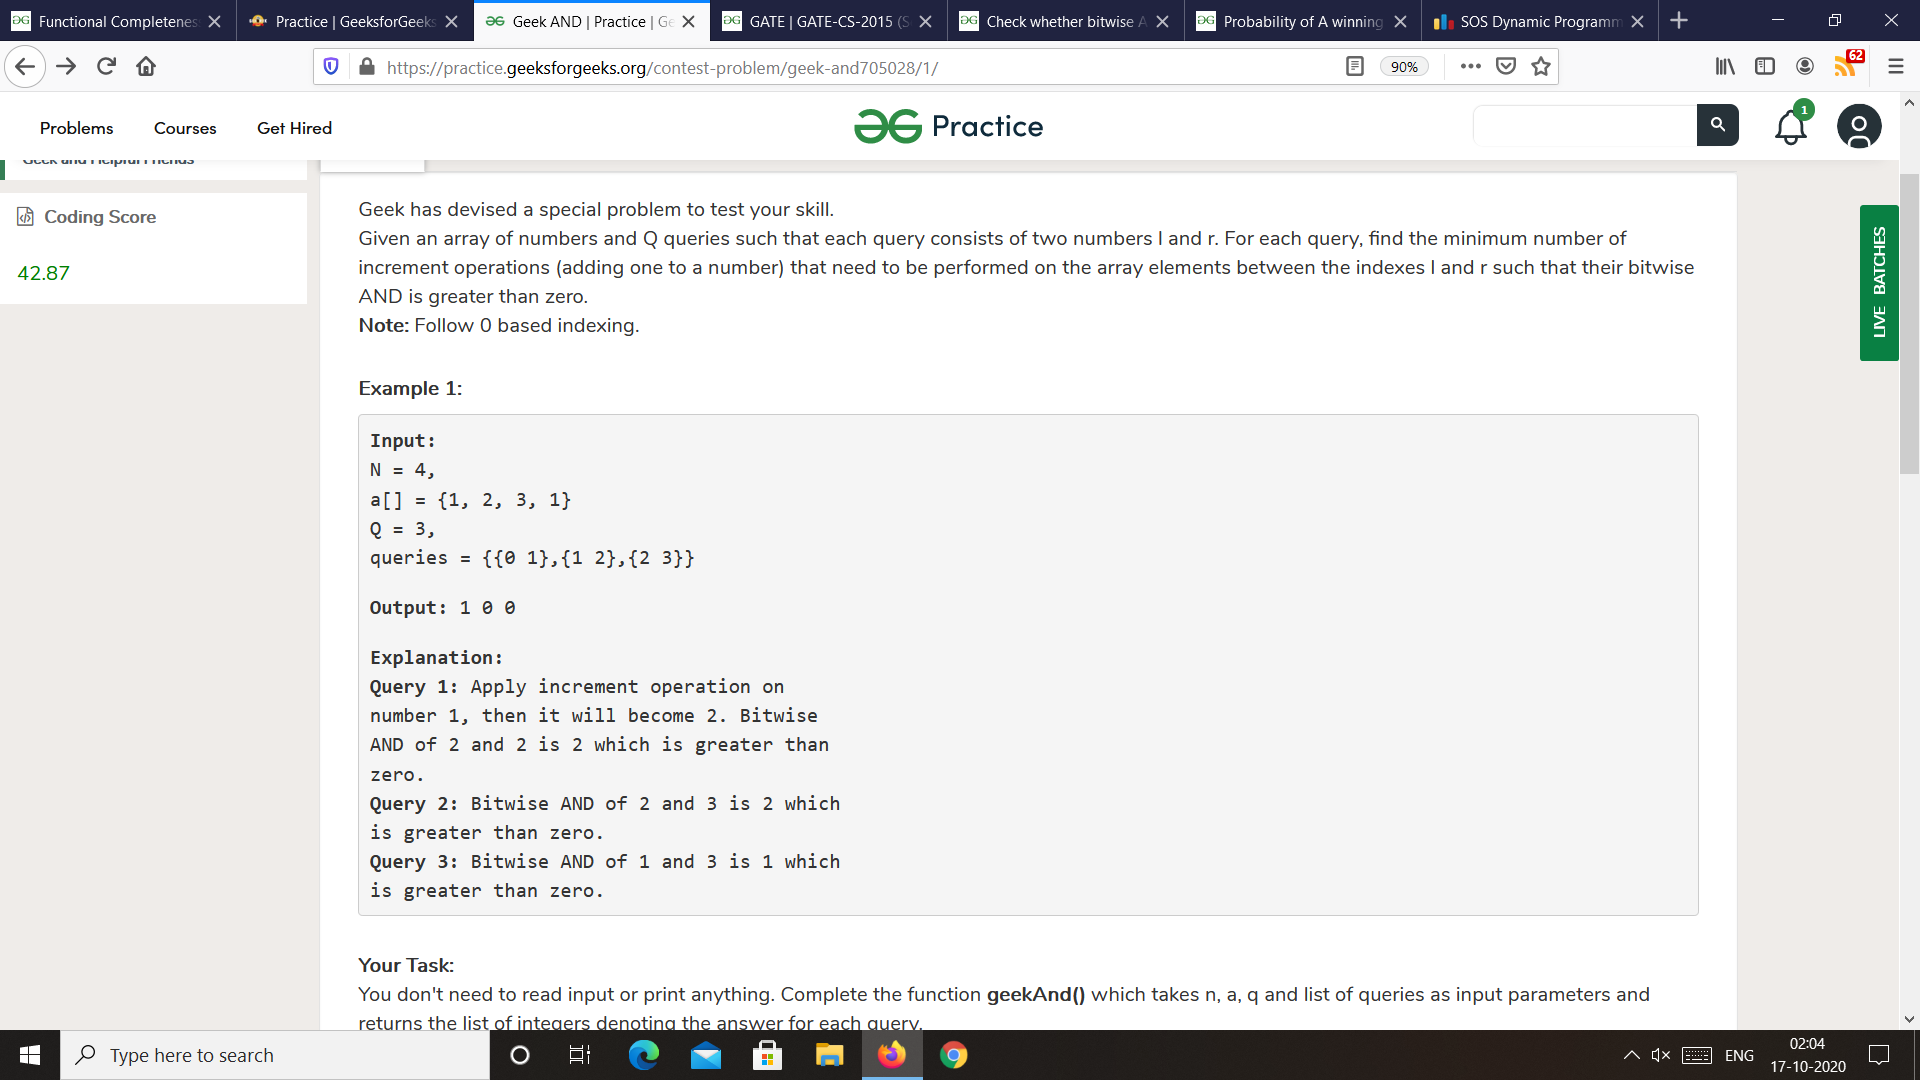 Functional Completenes
Practice | GeeksforGeeks
Geek AND | Practice | Ge
GATE | GATE-CS-2015 (S
Check whether bitwise A
Probability of A winning
SOS Dynamic Programm
https://practice.geeksforgeeks.org/contest-problem/geek-and705028/1/
90%
62
Problems
Courses
Get Hired
Practice
1
Geek and Helpful Friends
Coding Score
42.87
LIVE BATCHES
Geek has devised a special problem to test your skill.
Given an array of numbers and Q queries such that each query consists of two numbers l and r. For each query, find the minimum number of
increment operations (adding one to a number) that need to be performed on the array elements between the indexes l and r such that their bitwise
AND is greater than zero.
Note: Follow 0 based indexing.
Example 1:
Input:
N = 4,
a[] = {1, 2, 3, 1}
Q = 3,
queries = {{0 1},{1 2},{2 3}}
Output: 1 0 0
Explanation:
Query 1: Apply increment operation on
number 1, then it will become 2. Bitwise
AND of 2 and 2 is 2 which is greater than
zero.
Query 2: Bitwise AND of 2 and 3 is 2 which
is greater than zero.
Query 3: Bitwise AND of 1 and 3 is 1 which
is greater than zero.
Your Task:
You don't need to read input or print anything. Complete the function geekAnd() which takes n, a, q and list of queries as input parameters and
returns the list of integers denoting the answer for each query.
Type here to search
ENG
02:04
17-10-2020